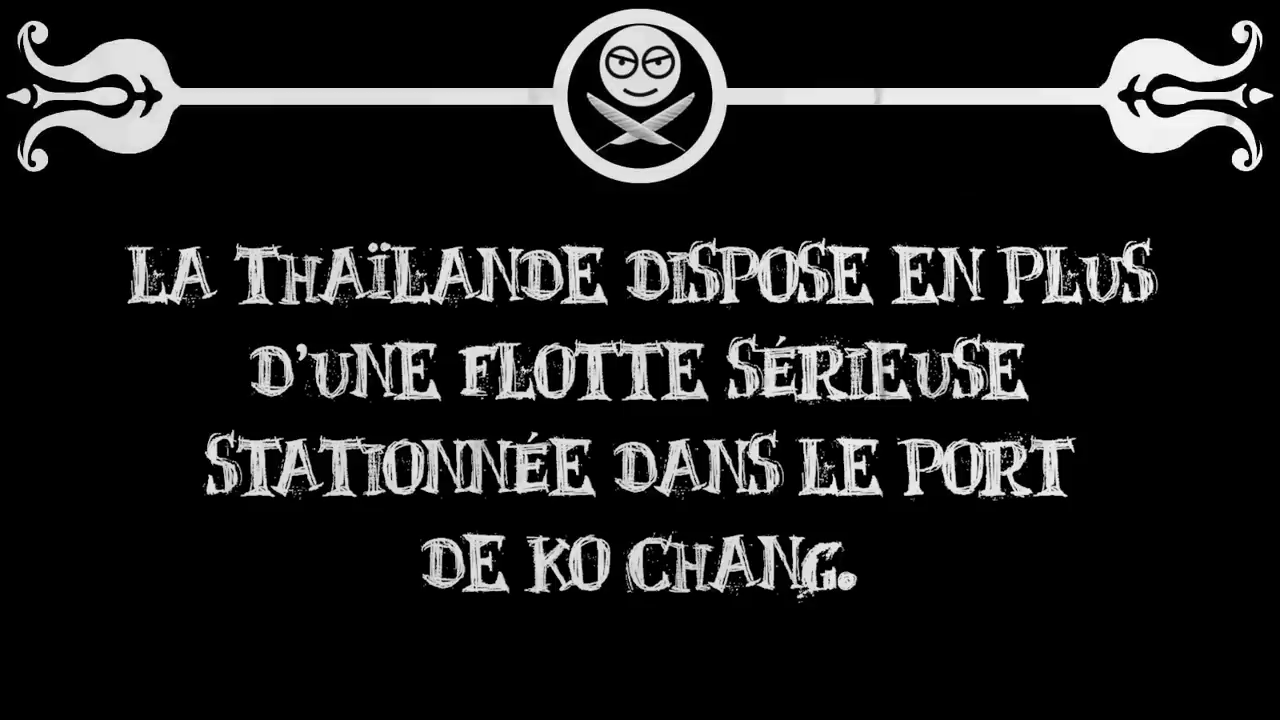 LA THAÏLANDE DISPOSE EN PLUS
D'UNE FLOTTE SÉRIEUSE
STATIONNÉE DANS LE PORT
DE KO CHANG.